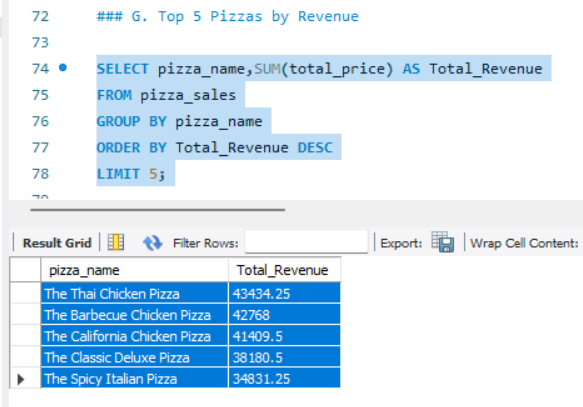 72 ### G. Top 5 Pizzas by Revenue
73
74 SELECT pizza_name,SUM(total_price) AS Total_Revenue
75 FROM pizza_sales
76 GROUP BY pizza_name
77 ORDER BY Total_Revenue DESC
78 LIMIT 5;
Result Grid Filter Rows: Export: Wrap Cell Content:
pizza_name Total_Revenue
The Thai Chicken Pizza 43434.25
The Barbecue Chicken Pizza 42768
The California Chicken Pizza 41409.5
The Classic Deluxe Pizza 38180.5
The Spicy Italian Pizza 34831.25